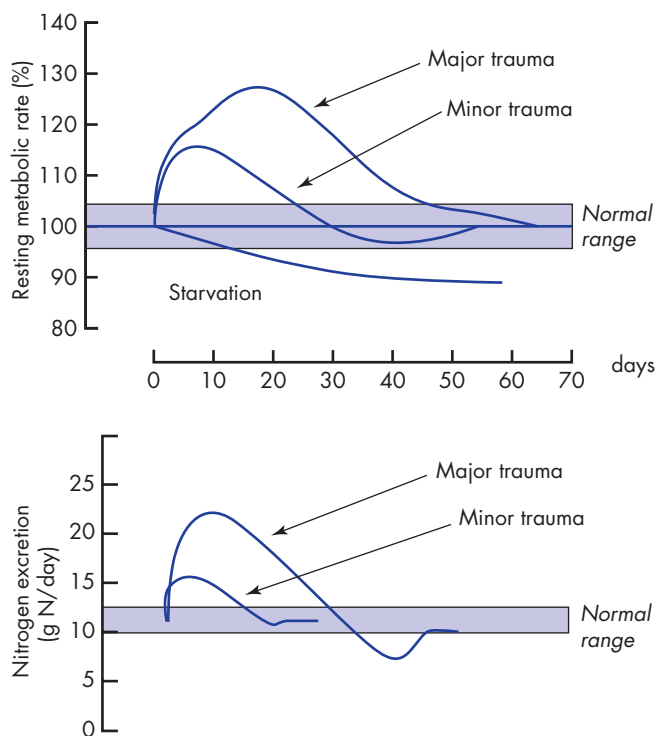 Resting metabolic rate (%)
140
130
120
110
100
90
80
Major trauma
Minor trauma
Normal
range
Starvation
0 10 20 30 40 50 60 70 days
Nitrogen excretion
(g N/day)
25
20
15
10
5
0
Major trauma
Minor trauma
Normal
range